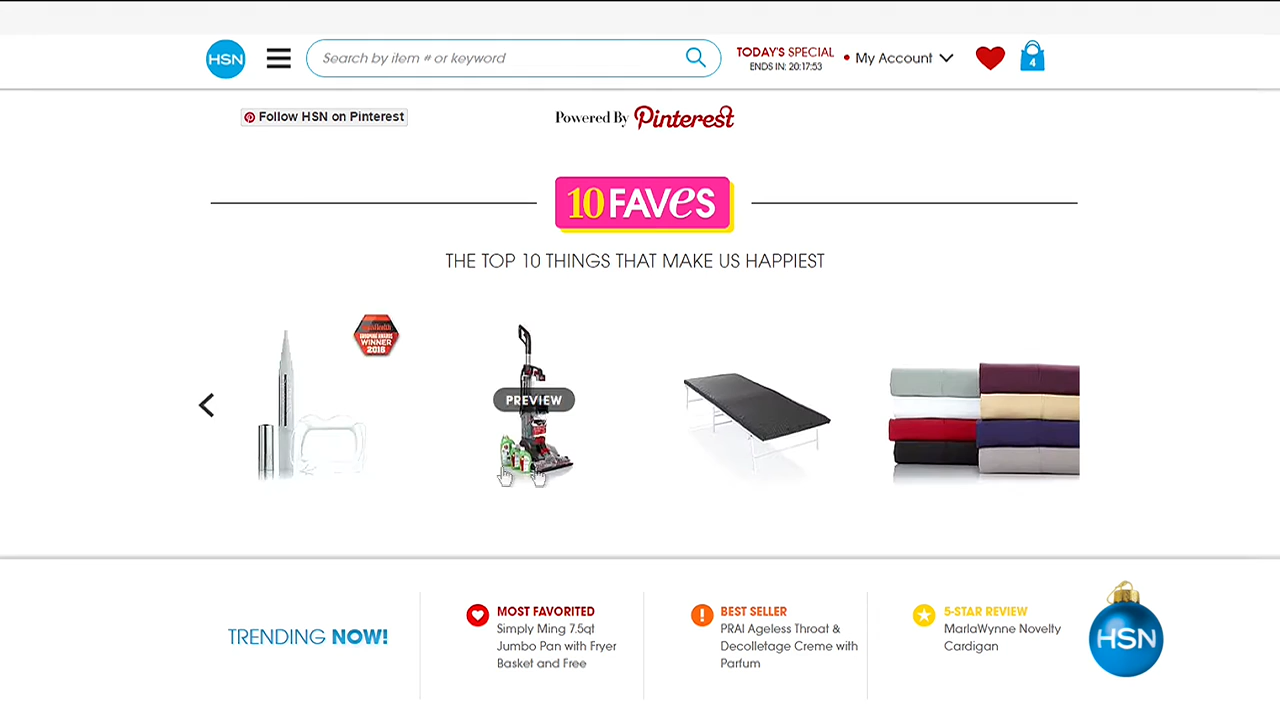 HSN
Search by item # or keyword
TODAY'S SPECIAL
ENDS IN: 20:17:53
My Account
4
Follow HSN on Pinterest
Powered By Pinterest
10 FAVeS
THE TOP 10 THINGS THAT MAKE US HAPPIEST
WINNER
2016
PREVIEW
TRENDING NOW!
MOST FAVORITED
Simply Ming 7.5qt
Jumbo Pan with Fryer
Basket and Free
BEST SELLER
PRAI Ageless Throat &
Decolletage Creme with
Parfum
5-STAR REVIEW
MarlaWynne Novelty
Cardigan
HSN